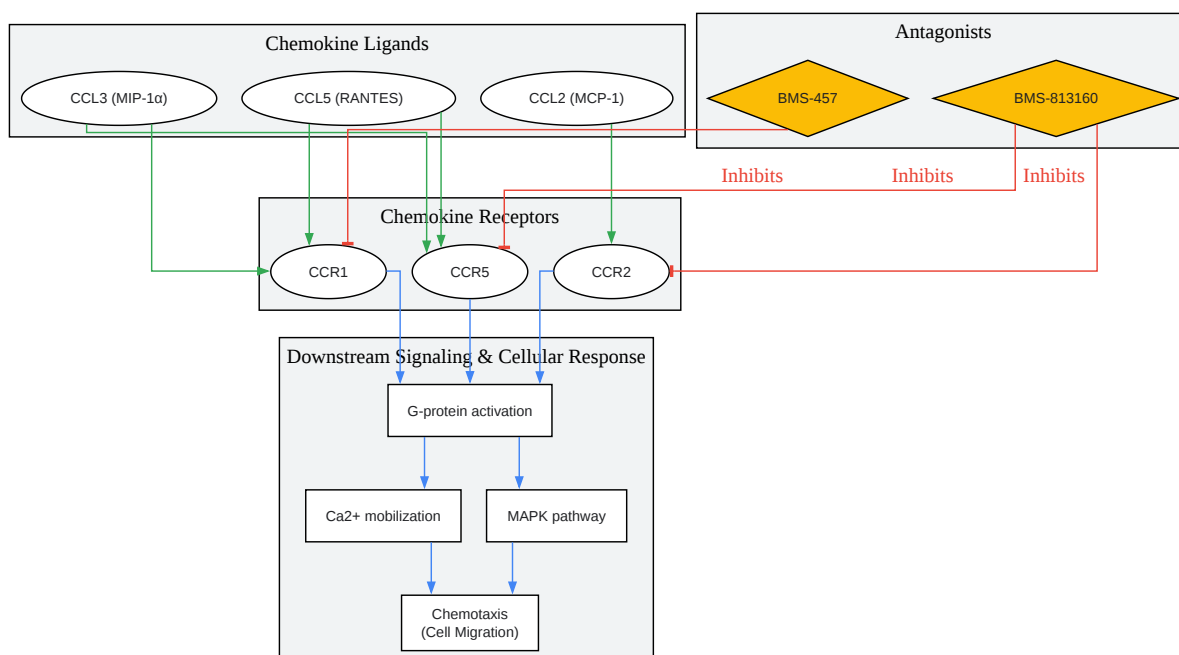 Chemokine Ligands
Antagonists
CCL3 (MIP-1α)
CCL5 (RANTES)
CCL2 (MCP-1)
BMS-457
BMS-813160
Inhibits
Inhibits
Inhibits
Chemokine Receptors
CCR1
CCR5
CCR2
Downstream Signaling & Cellular Response
G-protein activation
Ca2+ mobilization
MAPK pathway
Chemotaxis
(Cell Migration)